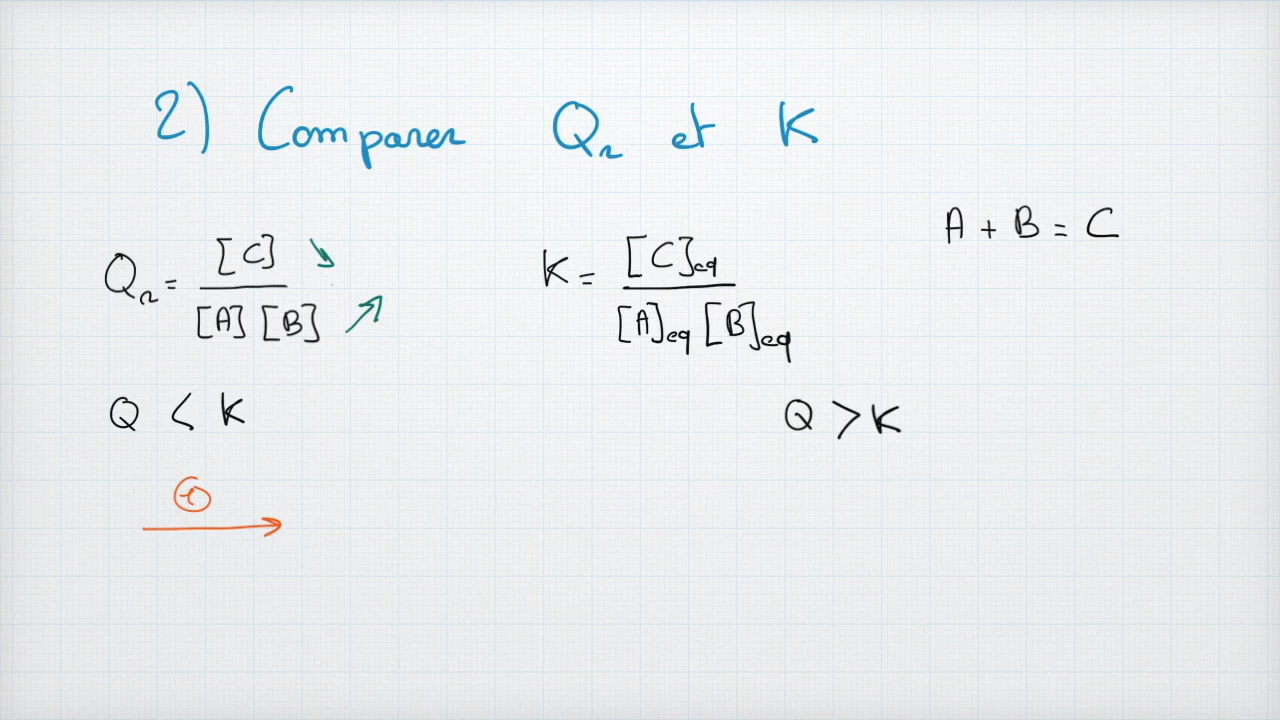 2) Comparer Qr et K
A + B = C
Qr = [C] / [A] [B]
K = [C]eq / [A]eq [B]eq
Q < K
Q > K
+